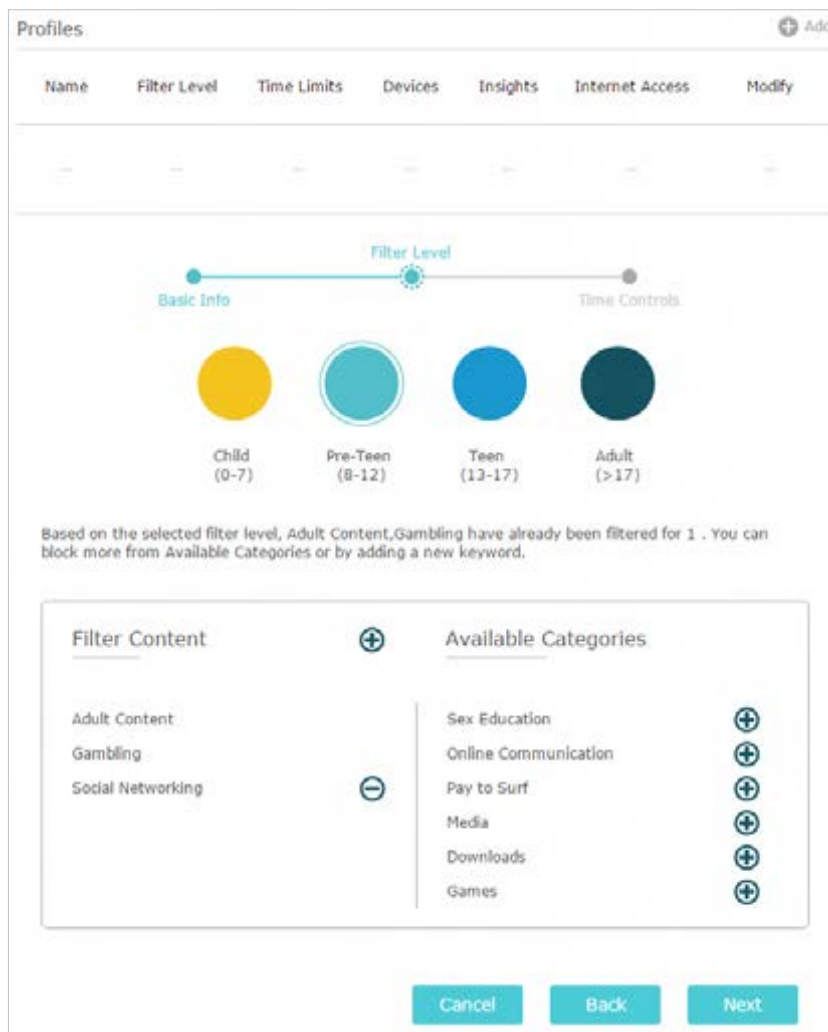 Profiles
Add
Name Filter Level Time Limits Devices Insights Internet Access Modify
-- -- -- -- -- -- --
Filter Level
Basic Info Time Controls
Child Pre-Teen Teen Adult
(0-7) (8-12) (13-17) (>17)
Based on the selected filter level, Adult Content,Gambling have already been filtered for 1 . You can
block more from Available Categories or by adding a new keyword.
Filter Content Available Categories
Adult Content Sex Education
Gambling Online Communication
Social Networking Pay to Surf
Media
Downloads
Games
Cancel Back Next